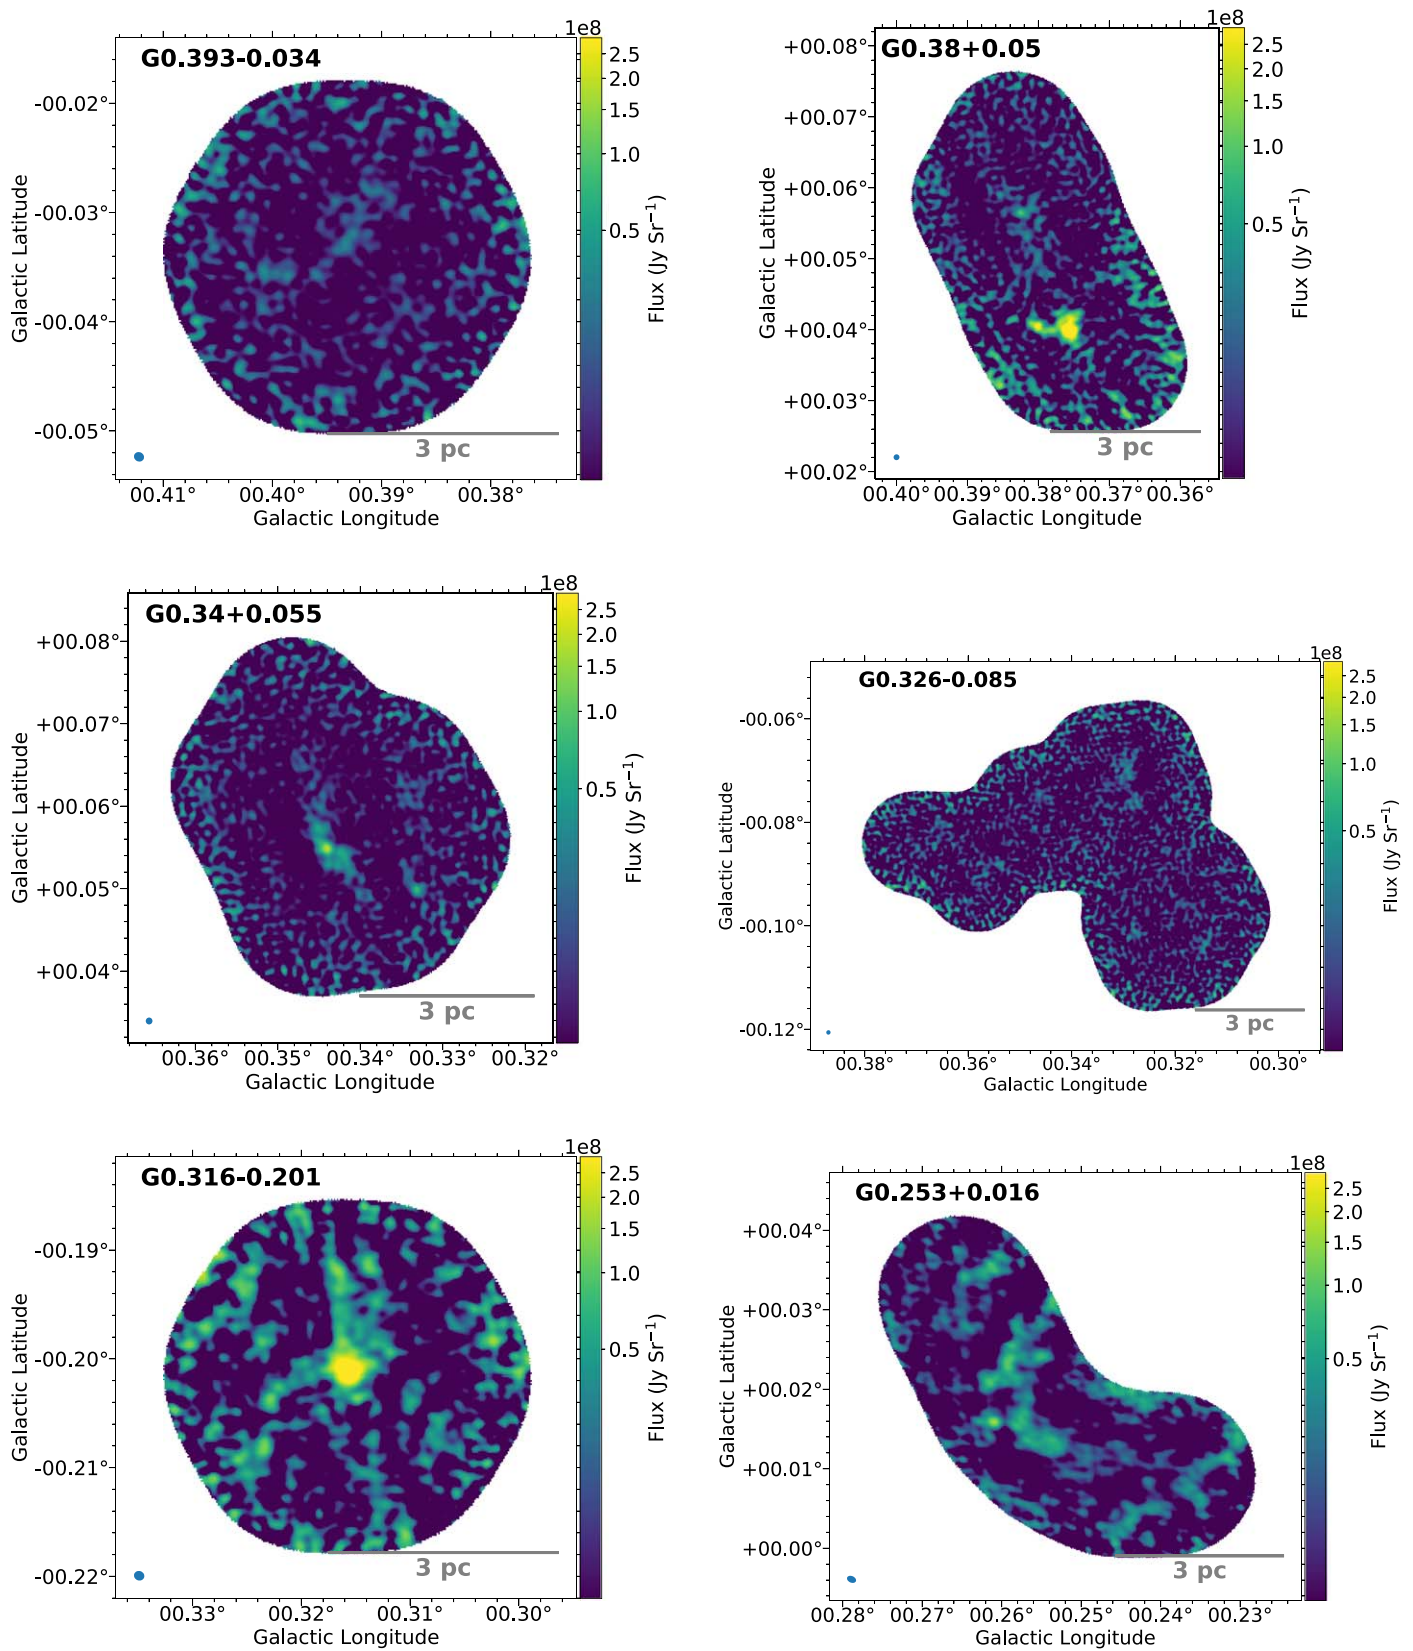 1e8
G0.393-0.034
-00.02°
-00.03°
-00.04°
-00.05°
Galactic Latitude
2.5
2.0
1.5
1.0
0.5
Flux (Jy Sr⁻¹)
3 pc
00.41° 00.40° 00.39° 00.38°
Galactic Longitude
1e8
G0.38+0.05
+00.08°
+00.07°
+00.06°
+00.05°
+00.04°
+00.03°
+00.02°
Galactic Latitude
2.5
2.0
1.5
1.0
0.5
Flux (Jy Sr⁻¹)
3 pc
00.40° 00.39° 00.38° 00.37° 00.36°
Galactic Longitude
1e8
G0.34+0.055
+00.08°
+00.07°
+00.06°
+00.05°
+00.04°
Galactic Latitude
2.5
2.0
1.5
1.0
0.5
Flux (Jy Sr⁻¹)
3 pc
00.36° 00.35° 00.34° 00.33° 00.32°
Galactic Longitude
1e8
G0.326-0.085
-00.06°
-00.08°
-00.10°
-00.12°
Galactic Latitude
2.5
2.0
1.5
1.0
0.5
Flux (Jy Sr⁻¹)
3 pc
00.38° 00.36° 00.34° 00.32° 00.30°
Galactic Longitude
1e8
G0.316-0.201
-00.19°
-00.20°
-00.21°
-00.22°
Galactic Latitude
2.5
2.0
1.5
1.0
0.5
Flux (Jy Sr⁻¹)
3 pc
00.33° 00.32° 00.31° 00.30°
Galactic Longitude
1e8
G0.253+0.016
+00.04°
+00.03°
+00.02°
+00.01°
+00.00°
Galactic Latitude
2.5
2.0
1.5
1.0
0.5
Flux (Jy Sr⁻¹)
3 pc
00.28° 00.27° 00.26° 00.25° 00.24° 00.23°
Galactic Longitude